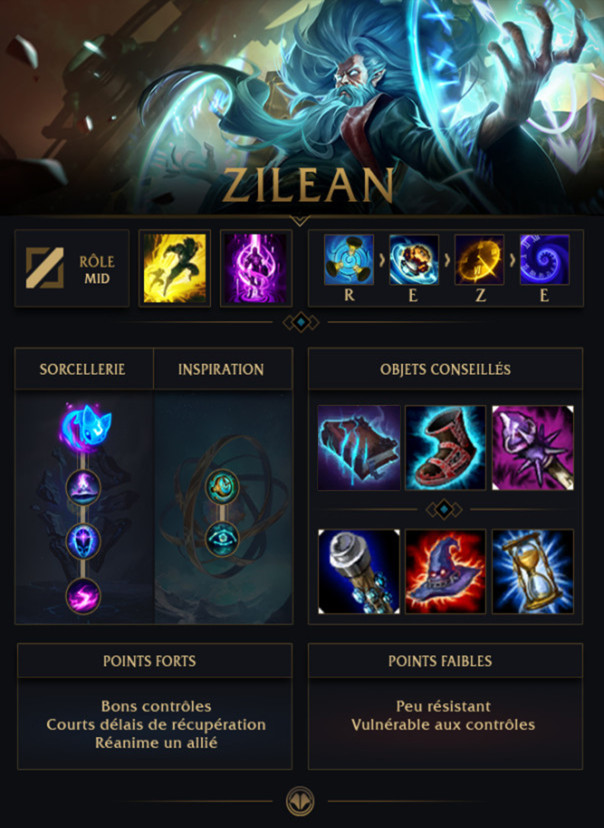 ZILEAN
RÔLE
MID
R E Z E
SORCELLERIE
INSPIRATION
OBJETS CONSEILLÉS
POINTS FORTS
Bons contrôles
Courts délais de récupération
Réanime un allié
POINTS FAIBLES
Peu résistant
Vulnérable aux contrôles